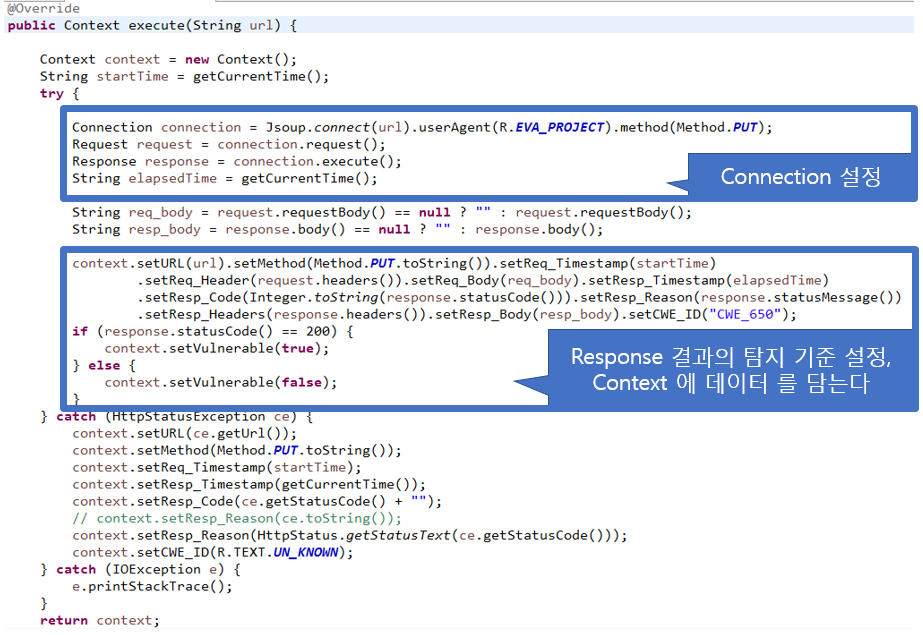 @Override
public Context execute(String url) {
Context context = new Context();
String startTime = getCurrentTime();
try {
Connection connection = Jsoup.connect(url).userAgent(R.EVA_PROJECT).method(Method.PUT);
Request request = connection.request();
Response response = connection.execute();
String elapsedTime = getCurrentTime();
Connection 설정
String req_body = request.requestBody() == null ? "" : request.requestBody();
String resp_body = response.body() == null ? "" : response.body();
context.setURL(url).setMethod(Method.PUT.toString()).setReq_Timestamp(startTime)
.setReq_Header(request.headers()).setReq_Body(req_body).setResp_Timestamp(elapsedTime)
.setResp_Code(Integer.toString(response.statusCode())).setResp_Reason(response.statusMessage())
.setResp_Headers(response.headers()).setResp_Body(resp_body).setCWE_ID("CWE_650");
if (response.statusCode() == 200) {
context.setVulnerable(true);
} else {
context.setVulnerable(false);
}
Response 결과의 탐지 기준 설정,
Context 에 데이터 를 담는다
} catch (HttpStatusException ce) {
context.setURL(ce.getUrl());
context.setMethod(Method.PUT.toString());
context.setReq_Timestamp(startTime);
context.setResp_Timestamp(getCurrentTime());
context.setResp_Code(ce.getStatusCode() + "");
// context.setResp_Reason(ce.toString());
context.setResp_Reason(HttpStatus.getStatusText(ce.getStatusCode()));
context.setCWE_ID(R.TEXT.UN_KNOWN);
} catch (IOException e) {
e.printStackTrace();
}
return context;